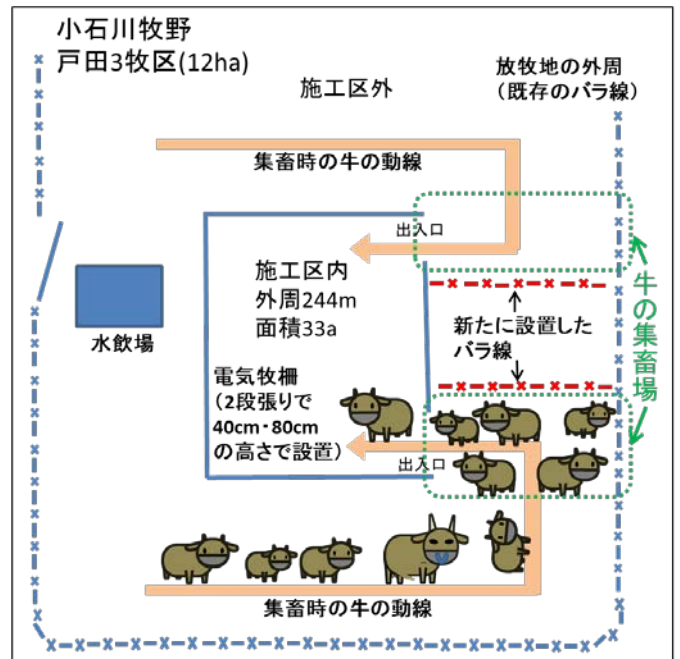 小石川牧野
戸田3牧区(12ha)
施工区外
放牧地の外周
（既存のバラ線）
集畜時の牛の動線
出入口
施工区内
外周244m
面積33a
水飲場
新たに設置した
バラ線
牛の集畜場
電気牧柵
（2段張りで
40cm・80cm
の高さで設置）
出入口
集畜時の牛の動線